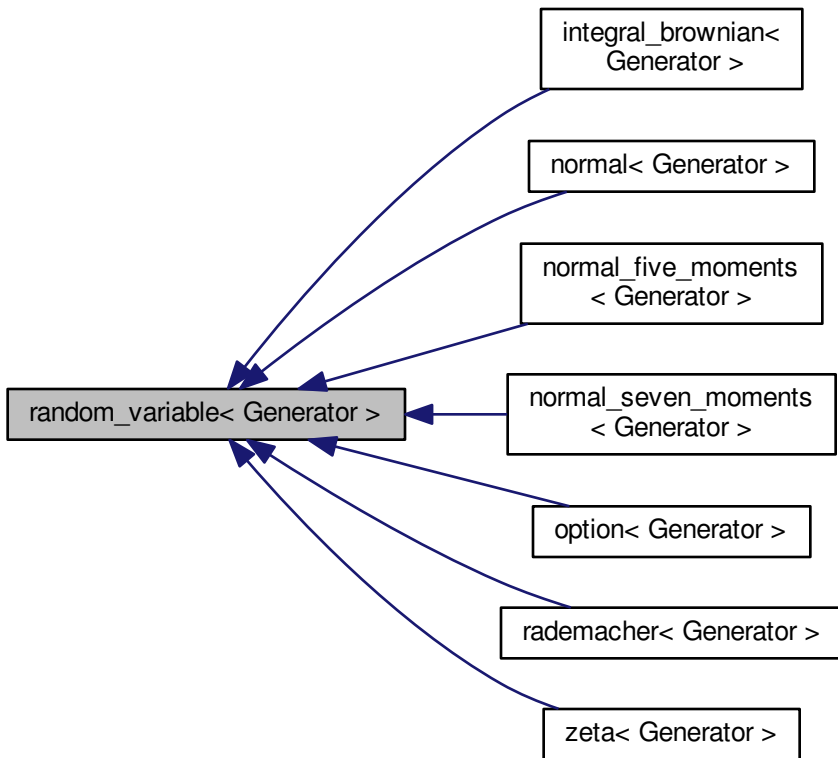 integral_brownian<
Generator >
normal< Generator >
normal_five_moments
< Generator >
random_variable< Generator >
normal_seven_moments
< Generator >
option< Generator >
rademacher< Generator >
zeta< Generator >